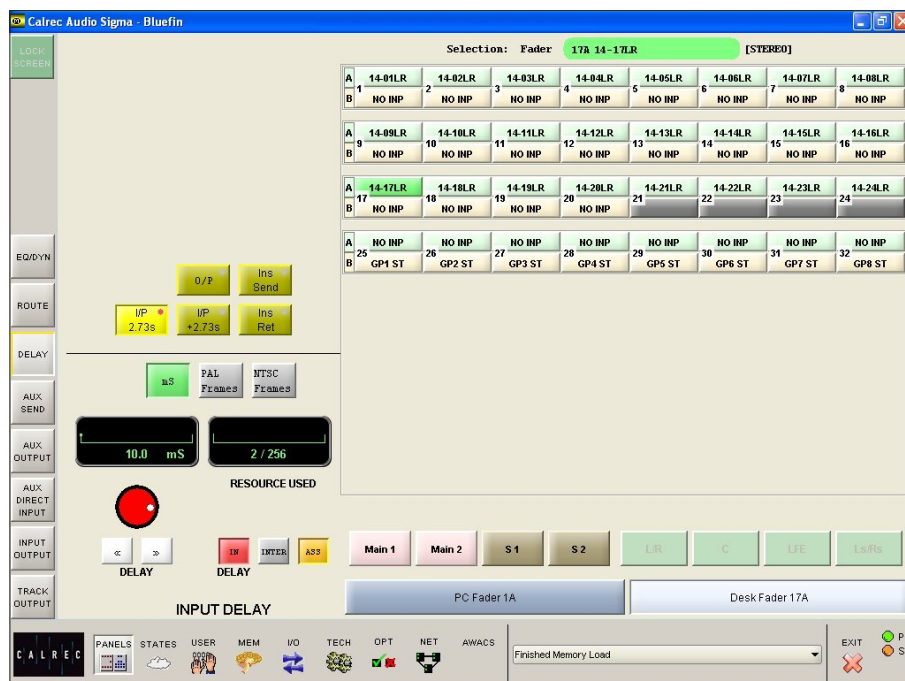 Calrec Audio Sigma - Bluefin
LOCK SCREEN
Selection: Fader 17A 14-17LR [STEREO]
A 14-01LR 14-02LR 14-03LR 14-04LR 14-05LR 14-06LR 14-07LR 14-08LR
1 2 3 4 5 6 7 8
B NO INP NO INP NO INP NO INP NO INP NO INP NO INP NO INP
A 14-09LR 14-10LR 14-11LR 14-12LR 14-13LR 14-14LR 14-15LR 14-16LR
9 10 11 12 13 14 15 16
B NO INP NO INP NO INP NO INP NO INP NO INP NO INP NO INP
A 14-17LR 14-18LR 14-19LR 14-20LR 14-21LR 14-22LR 14-23LR 14-24LR
17 18 19 20 21 22 23 24
B NO INP NO INP NO INP NO INP
A NO INP NO INP NO INP NO INP NO INP NO INP NO INP NO INP
25 26 27 28 29 30 31 32
B GP1 ST GP2 ST GP3 ST GP4 ST GP5 ST GP6 ST GP7 ST GP8 ST
EQ/DYN
ROUTE
DELAY
AUX SEND
AUX OUTPUT
AUX DIRECT INPUT
INPUT OUTPUT
TRACK OUTPUT
O/P Ins Send
I/P 2.73s I/P +2.73s Ins Ret
mS PAL Frames NTSC Frames
10.0 mS 2 / 256
RESOURCE USED
« » IN INTER ASS
DELAY DELAY
INPUT DELAY
Main 1 Main 2 S 1 S 2 L/R C LFE Ls/Rs
PC Fader 1A Desk Fader 17A
CALREC PANELS STATES USER MEM I/O TECH OPT NET AWACS Finished Memory Load EXIT P
S